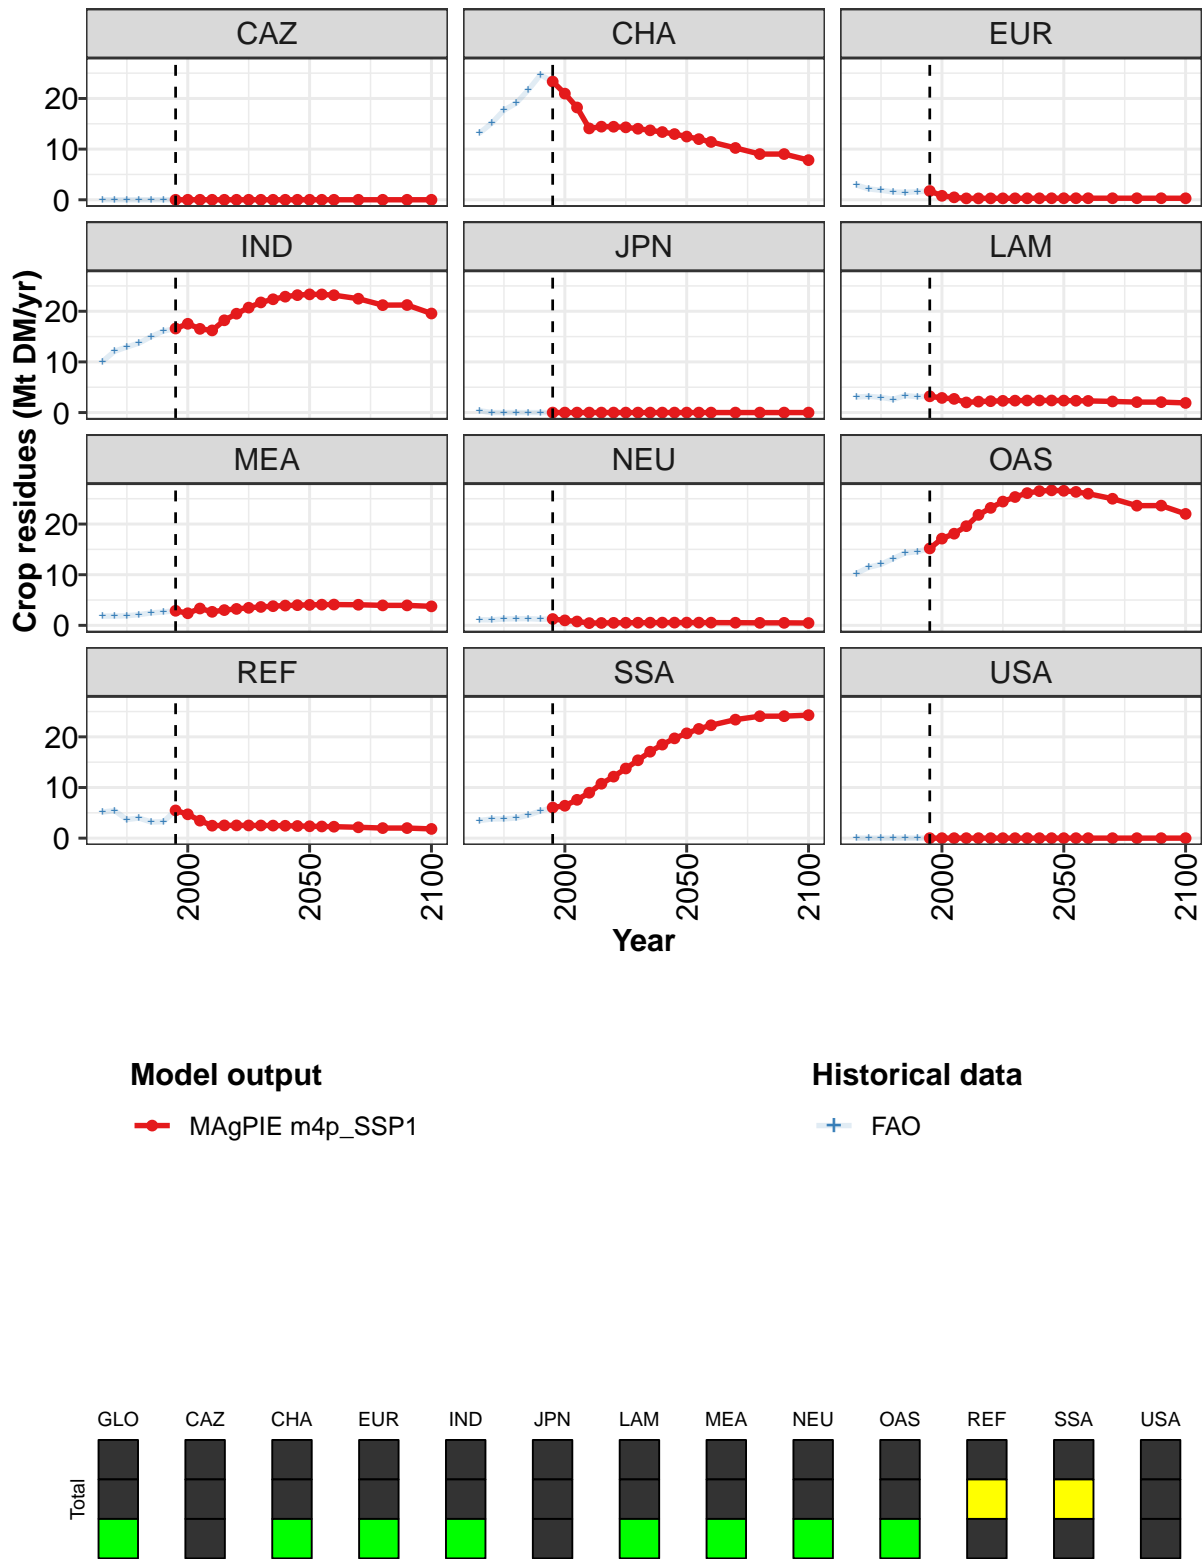 CAZ CHA EUR
20
10
0
IND JPN LAM
20
10
0
MEA NEU OAS
20
10
0
REF SSA USA
20
10
0
Crop residues (Mt DM/yr)
2000 2050 2100 2000 2050 2100 2000 2050 2100
Year
Model output Historical data
MAgPIE m4p_SSP1 FAO
GLO CAZ CHA EUR IND JPN LAM MEA NEU OAS REF SSA USA
Total